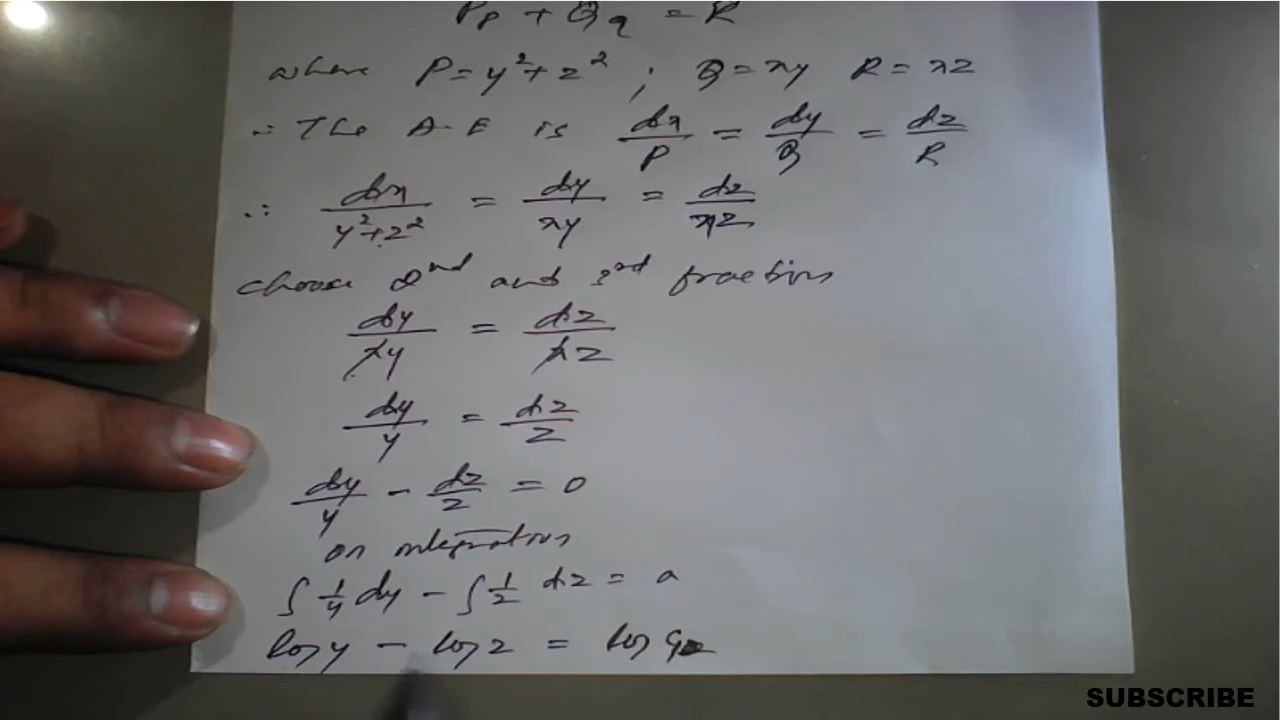 Pp + Qq = R
where P = y² + z² ; Q = xy R = xz
∴ The A.E is dx/P = dy/Q = dz/R
∴ dx/(y²+z²) = dy/xy = dz/xz
choose 2nd and 3rd fraction
dy/xy = dz/xz
dy/y = dz/z
dy/y - dz/z = 0
on integration
∫ 1/y dy - ∫ 1/z dz = a
log y - log z = log
SUBSCRIBE